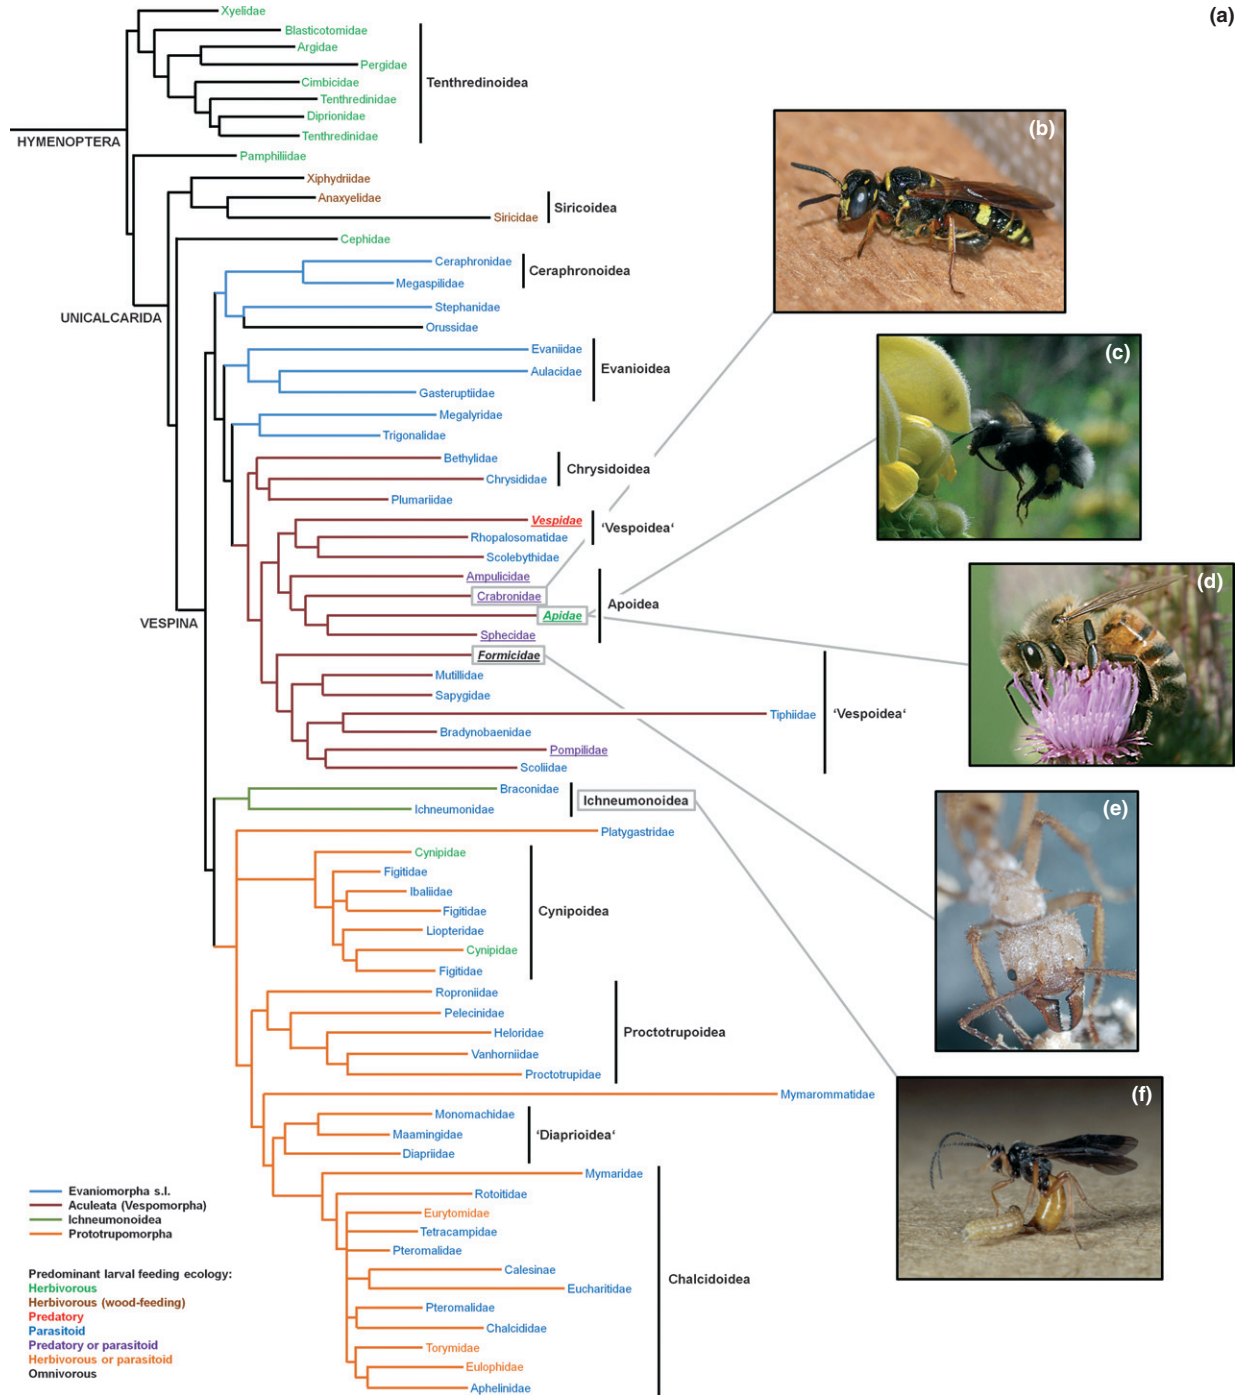 (a)
Xyelidae
Blasticotomidae
Argidae
Pergidae
Cimbicidae
Tenthredinoidea
Tenthredinidae
Diprionidae
Tenthredinidae
HYMENOPTERA
Pamphiliidae
Xiphydriidae
Anaxyelidae
Siricoidea
Siricidae
Cephidae
Ceraphronidae
Ceraphronoidea
Megaspilidae
Stephanidae
UNICALCARIDA
Orussidae
Evaniidae
Evanioidea
Aulacidae
Gasteruptiidae
Megalyridae
Trigonalidae
Bethylidae
Chrysidoidea
Chrysididae
Plumariidae
Vespidae
'Vespoidea'
Rhopalosomatidae
Scolebythidae
Ampulicidae
Crabronidae
Apoidea
Apidae
VESPINA
Sphecidae
Formicidae
Mutillidae
Sapygidae
'Vespoidea'
Tiphiidae
Bradynobaenidae
Pompilidae
Scoliidae
Braconidae
Ichneumonoidea
Ichneumonidae
Platygastridae
Cynipidae
Figitidae
Ibaliidae
Cynipoidea
Figitidae
Liopteridae
Cynipidae
Figitidae
Roproniidae
Pelecinidae
Proctotrupoidea
Heloridae
Vanhorniidae
Proctotrupidae
Mymarommatidae
Monomachidae
Maamingidae
'Diaprioidea'
Diapriidae
Mymaridae
Rotoitidae
Eurytomidae
Tetracampidae
Pteromalidae
Calesinae
Chalcidoidea
Eucharitidae
Pteromalidae
Chalcididae
Torymidae
Eulophidae
Aphelinidae
(b)
(c)
(d)
(e)
(f)
Evaniomorpha s.l.
Aculeata (Vespomorpha)
Ichneumonoidea
Prototrupomorpha
Predominant larval feeding ecology:
Herbivorous
Herbivorous (wood-feeding)
Predatory
Parasitoid
Predatory or parasitoid
Herbivorous or parasitoid
Omnivorous